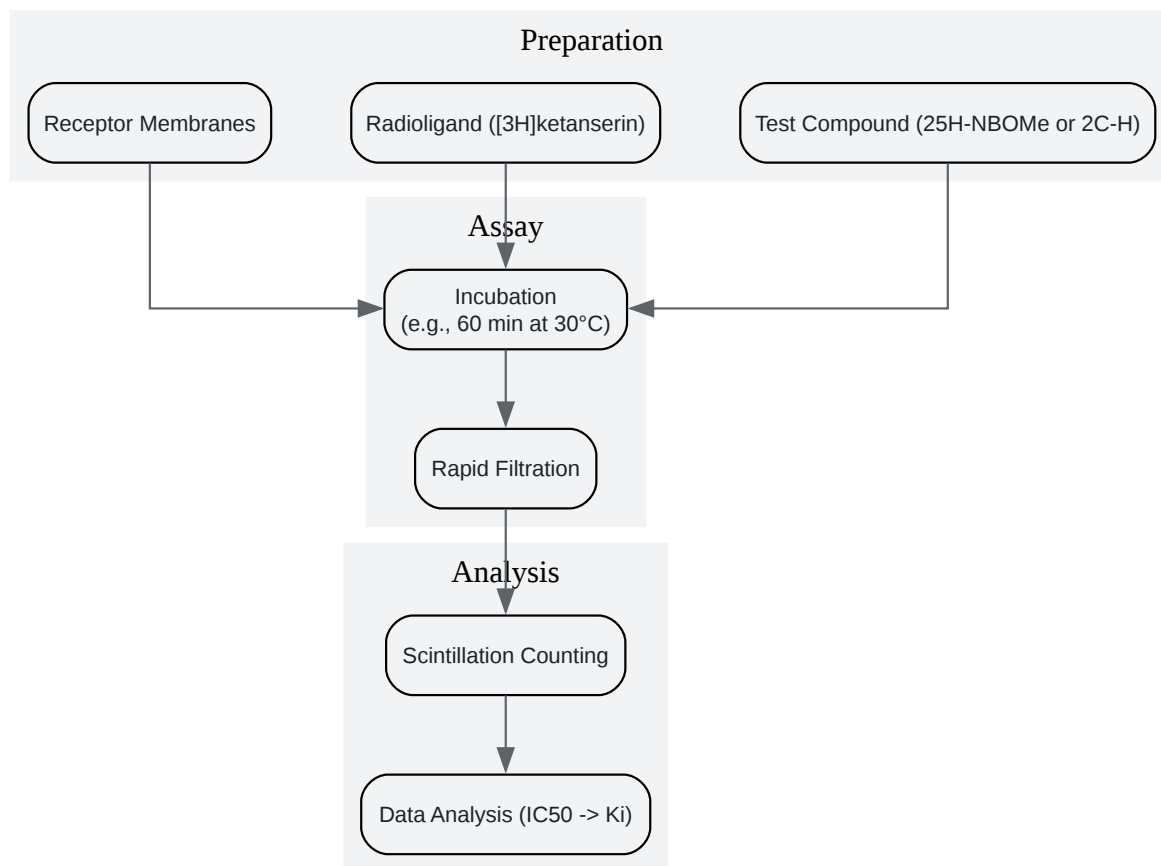 Preparation
Receptor Membranes
Radioligand ([3H]ketanserin)
Test Compound (25H-NBOMe or 2C-H)
Assay
Incubation
(e.g., 60 min at 30°C)
Rapid Filtration
Analysis
Scintillation Counting
Data Analysis (IC50 -> Ki)